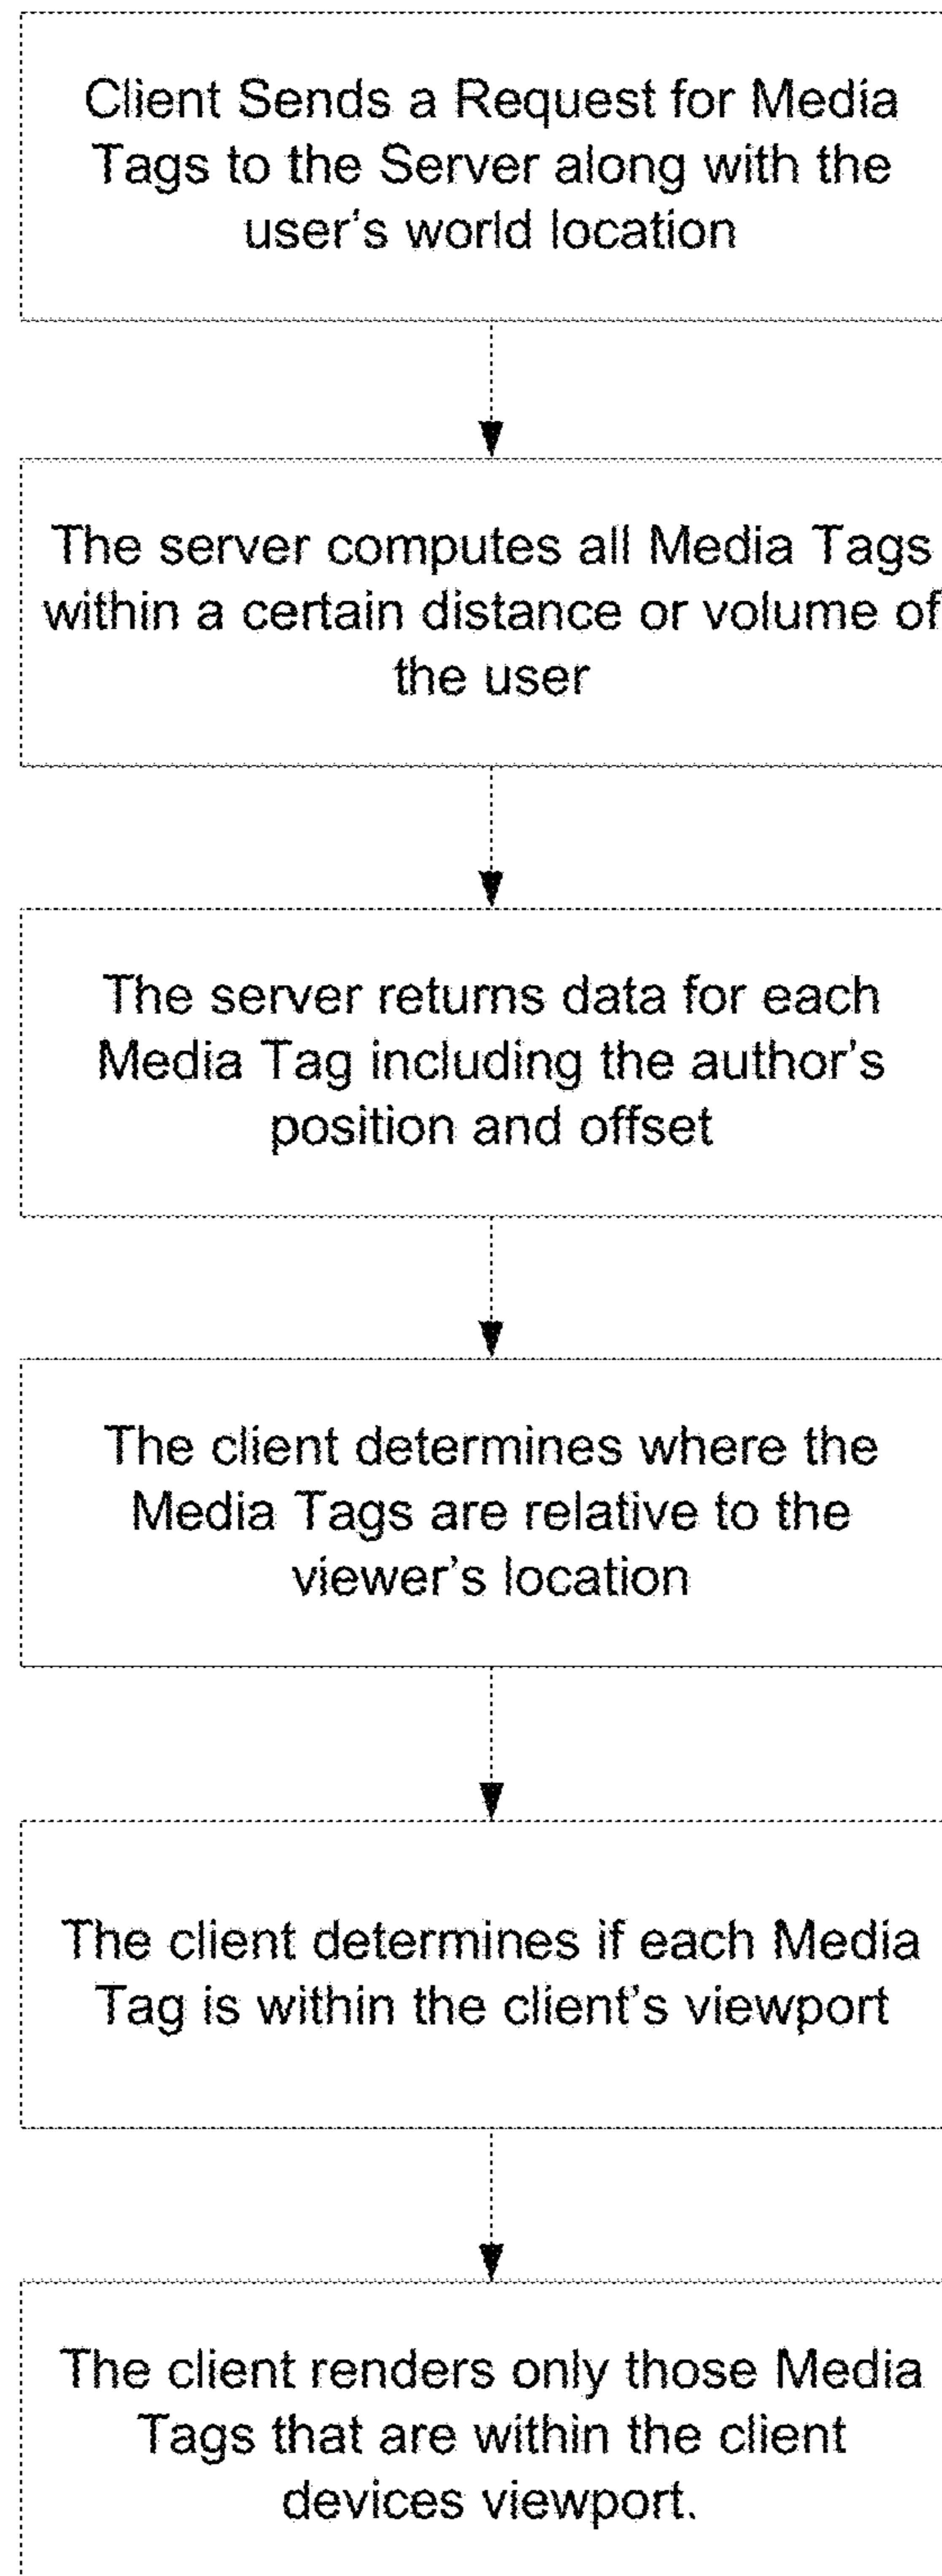 Client Sends a Request for Media
Tags to the Server along with the
user's world location
The server computes all Media Tags
within a certain distance or volume of
the user
The server returns data for each
Media Tag including the author's
position and offset
The client determines where the
Media Tags are relative to the
viewer's location
The client determines if each Media
Tag is within the client's viewport
The client renders only those Media
Tags that are within the client
devices viewport.